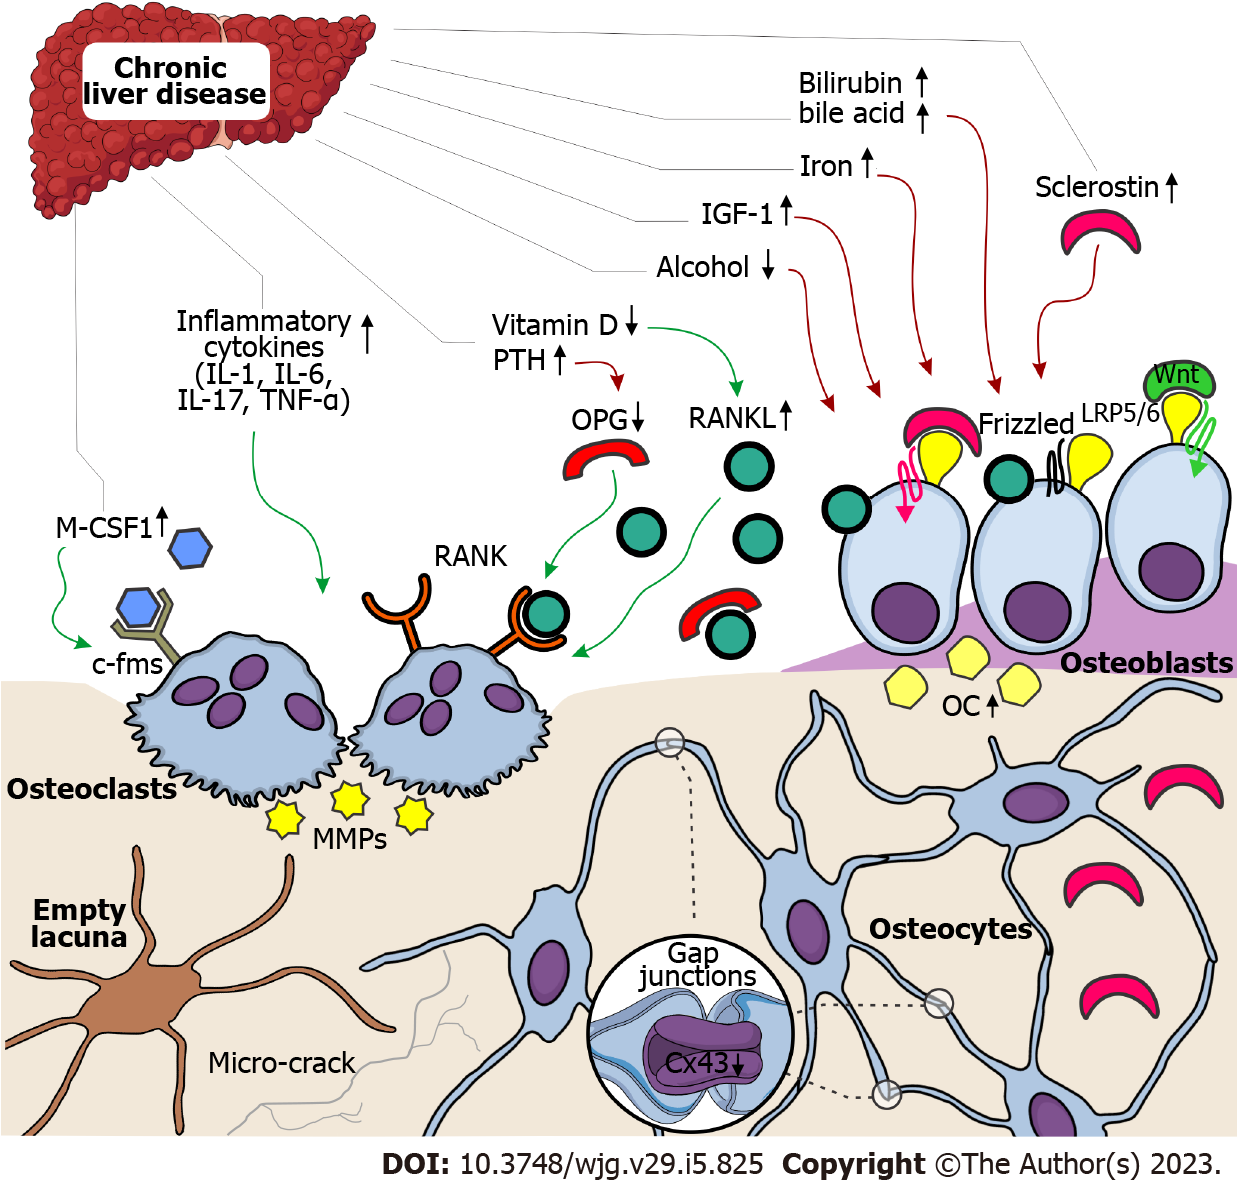 Chronic
liver disease
Bilirubin ↑
bile acid ↑
Iron ↑
Sclerostin ↑
IGF-1 ↑
Alcohol ↓
Inflammatory ↑
cytokines
(IL-1, IL-6,
IL-17, TNF-α)
Vitamin D ↓
PTH ↑
OPG ↓
RANKL ↑
Wnt
LRP5/6
Frizzled
M-CSF1 ↑
RANK
c-fms
Osteoblasts
OC ↑
Osteoclasts
MMPs
Empty
lacuna
Osteocytes
Gap
junctions
Cx43 ↓
Micro-crack
DOI: 10.3748/wjg.v29.i5.825 Copyright ©The Author(s) 2023.